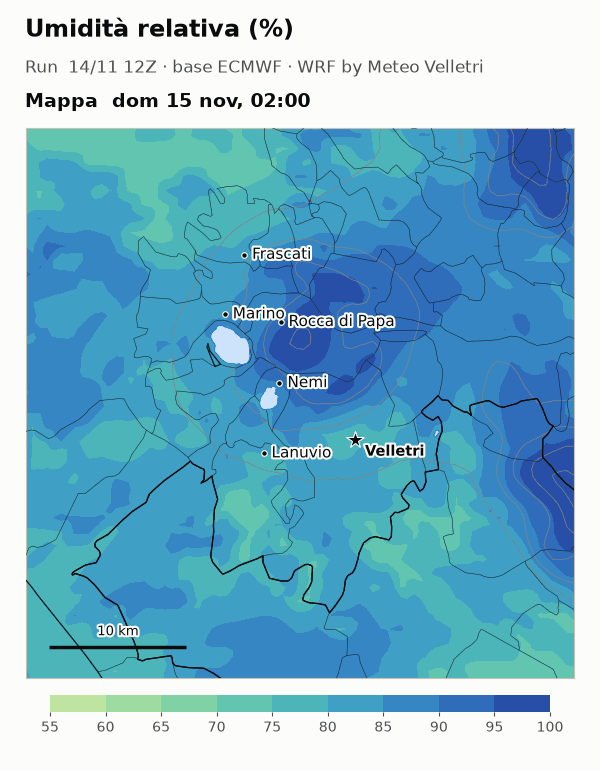 Umidità relativa (%)
Run  14/11 12Z · base ECMWF · WRF by Meteo Velletri
Mappa  dom 15 nov, 02:00
Frascati
Marino
Rocca di Papa
Nemi
Velletri
Lanuvio
10 km
55 60 65 70 75 80 85 90 95 100